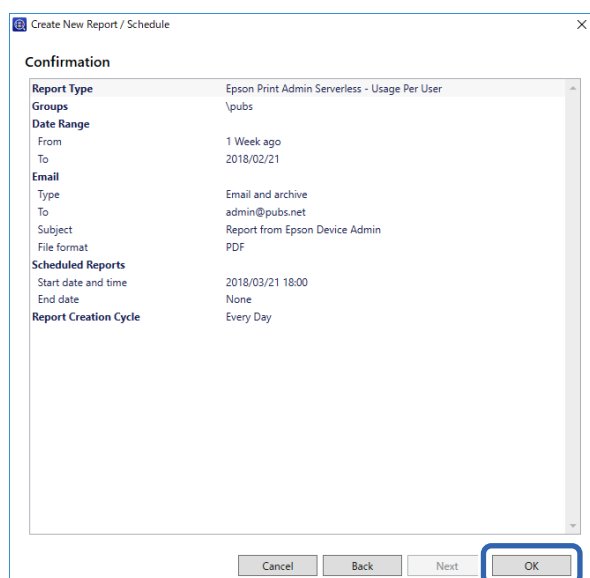 Create New Report / Schedule
Confirmation
Report Type Epson Print Admin Serverless - Usage Per User
Groups \pubs
Date Range
From 1 Week ago
To 2018/02/21
Email
Type Email and archive
To admin@pubs.net
Subject Report from Epson Device Admin
File format PDF
Scheduled Reports
Start date and time 2018/03/21 18:00
End date None
Report Creation Cycle Every Day
Cancel Back Next OK